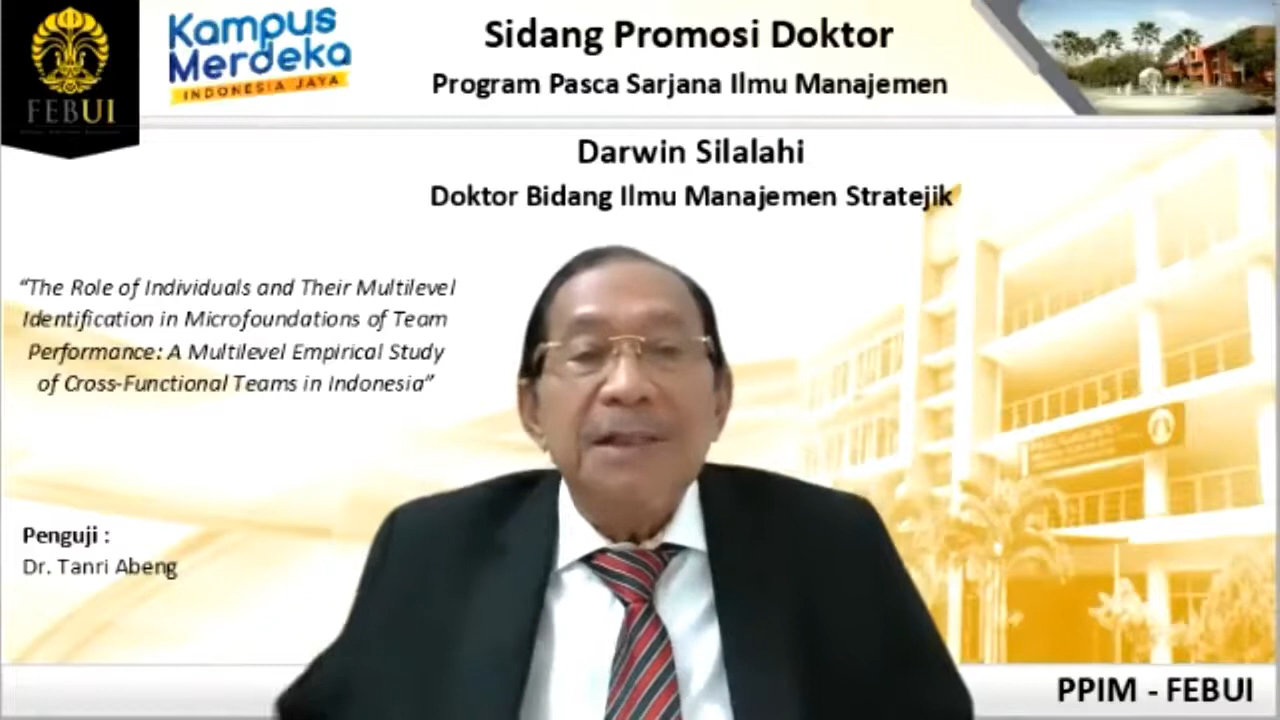 FEBUI
Kampus
Merdeka
INDONESIA JAYA
Sidang Promosi Doktor
Program Pasca Sarjana Ilmu Manajemen
Darwin Silalahi
Doktor Bidang Ilmu Manajemen Stratejik
“The Role of Individuals and Their Multilevel
Identification in Microfoundations of Team
Performance: A Multilevel Empirical Study
of Cross-Functional Teams in Indonesia”
Penguji :
Dr. Tanri Abeng
PPIM - FEBUI